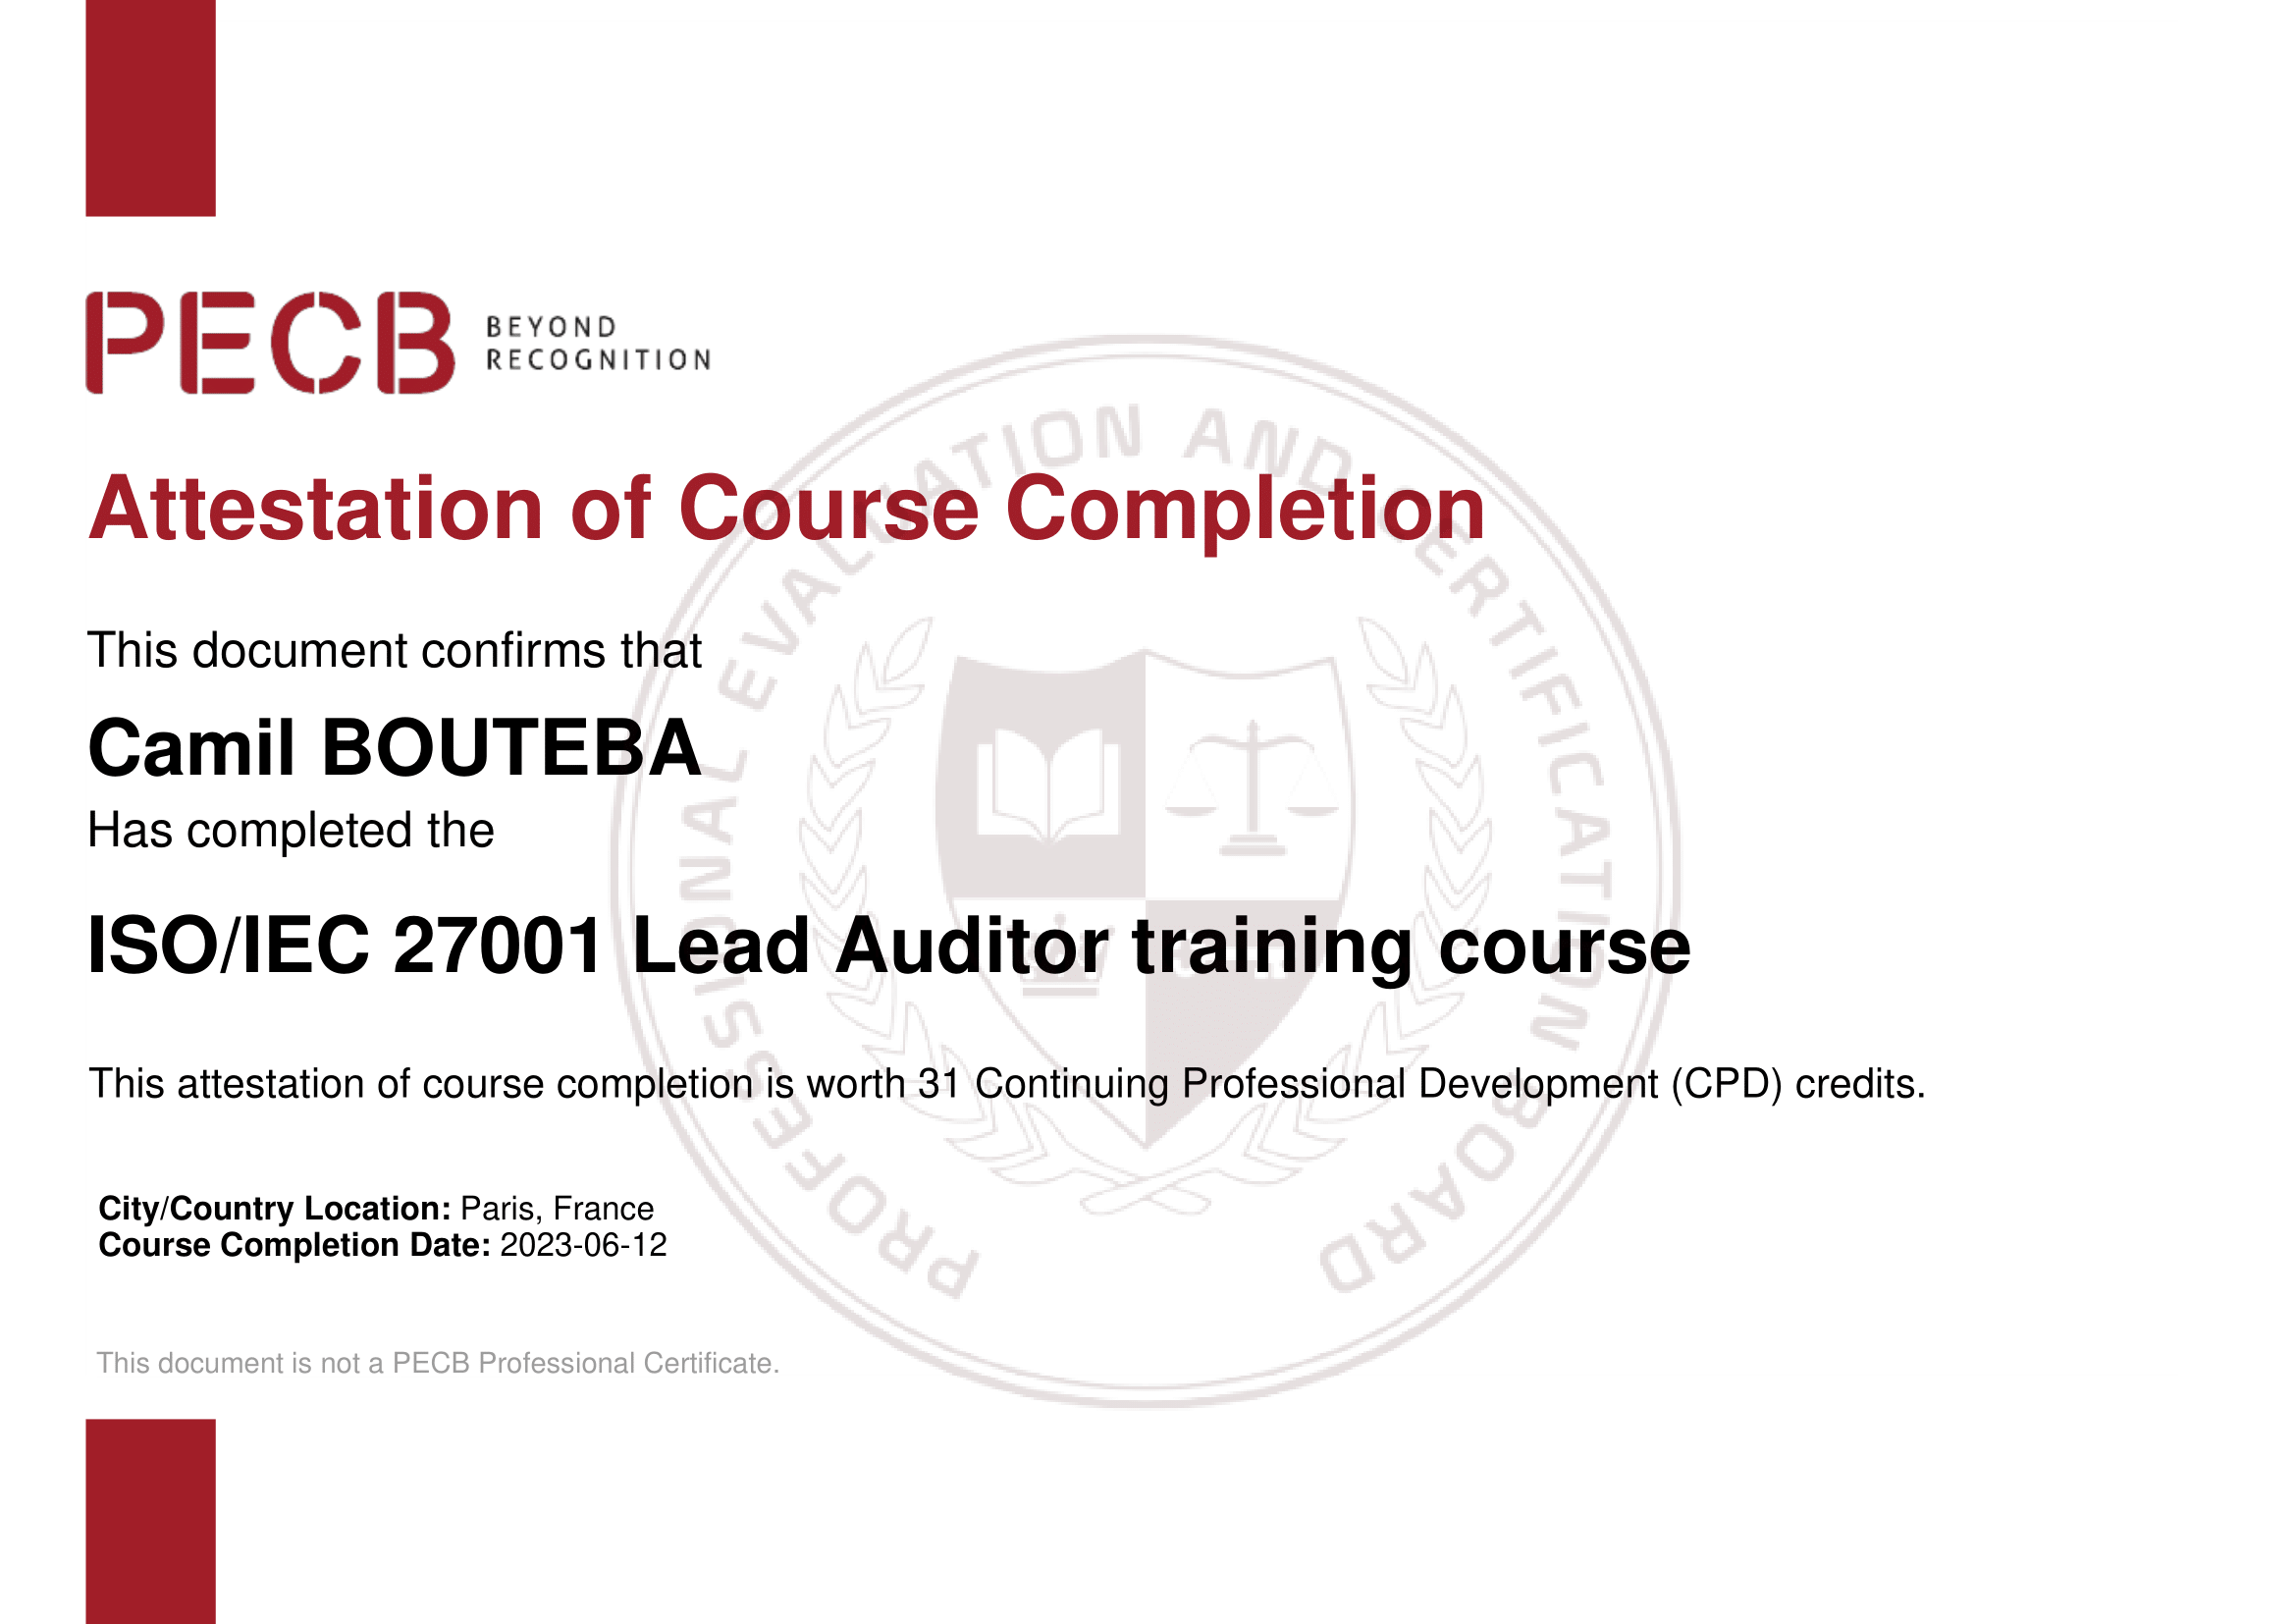 PECB
BEYOND
RECOGNITION
Attestation of Course Completion
This document confirms that
Camil BOUTEBA
Has completed the
ISO/IEC 27001 Lead Auditor training course
This attestation of course completion is worth 31 Continuing Professional Development (CPD) credits.
City/Country Location: Paris, France
Course Completion Date: 2023-06-12
This document is not a PECB Professional Certificate.
PROFESSIONAL EVALUATION AND CERTIFICATION BOARD